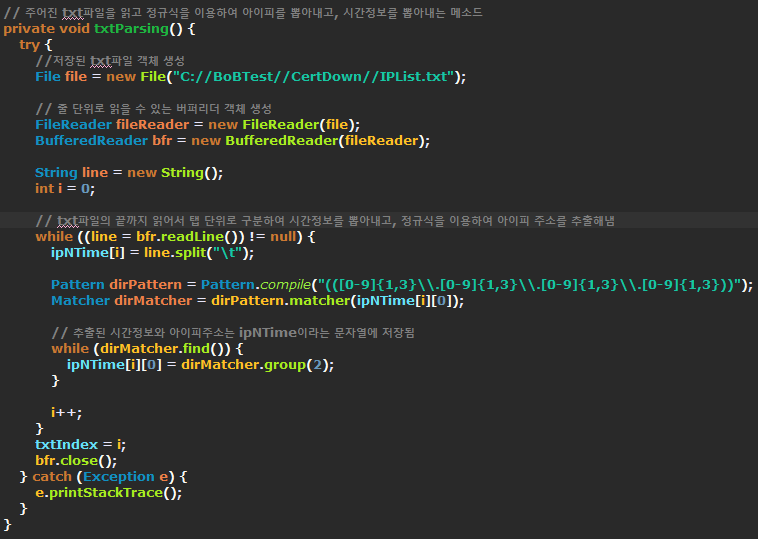 // 주어진 txt파일을 읽고 정규식을 이용하여 아이피를 뽑아내고, 시간정보를 뽑아내는 메소드
private void txtParsing() {
try {
//저장된 txt파일 객체 생성
File file = new File("C://BoBTest//CertDown//IPList.txt");
// 줄 단위로 읽을 수 있는 버퍼리더 객체 생성
FileReader fileReader = new FileReader(file);
BufferedReader bfr = new BufferedReader(fileReader);
String line = new String();
int i = 0;
// txt파일의 끝까지 읽어서 탭 단위로 구분하여 시간정보를 뽑아내고, 정규식을 이용하여 아이피 주소를 추출해냄
while ((line = bfr.readLine()) != null) {
ipNTime[i] = line.split("\t");
Pattern dirPattern = Pattern.compile("(([0-9]{1,3}\\.[0-9]{1,3}\\.[0-9]{1,3}\\.[0-9]{1,3}))");
Matcher dirMatcher = dirPattern.matcher(ipNTime[i][0]);
// 추출된 시간정보와 아이피주소는 ipNTime이라는 문자열에 저장됨
while (dirMatcher.find()) {
ipNTime[i][0] = dirMatcher.group(2);
}
i++;
}
txtIndex = i;
bfr.close();
} catch (Exception e) {
e.printStackTrace();
}
}